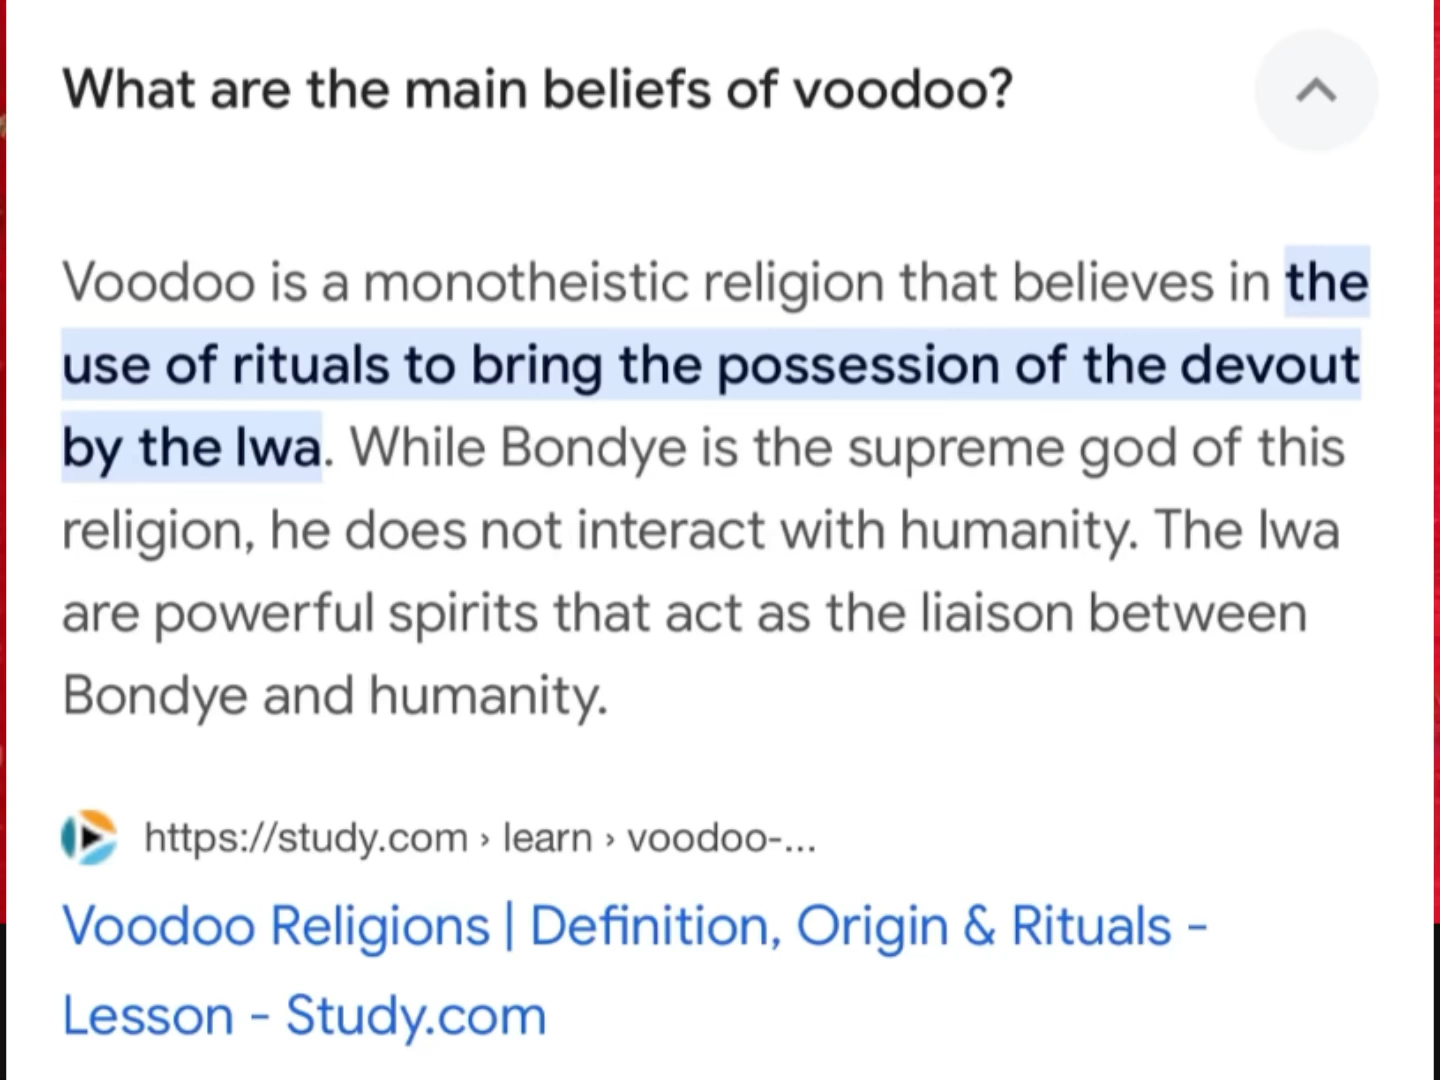 What are the main beliefs of voodoo?
Voodoo is a monotheistic religion that believes in the
use of rituals to bring the possession of the devout
by the lwa. While Bondye is the supreme god of this
religion, he does not interact with humanity. The lwa
are powerful spirits that act as the liaison between
Bondye and humanity.
https://study.com › learn › voodoo-...
Voodoo Religions | Definition, Origin & Rituals -
Lesson - Study.com